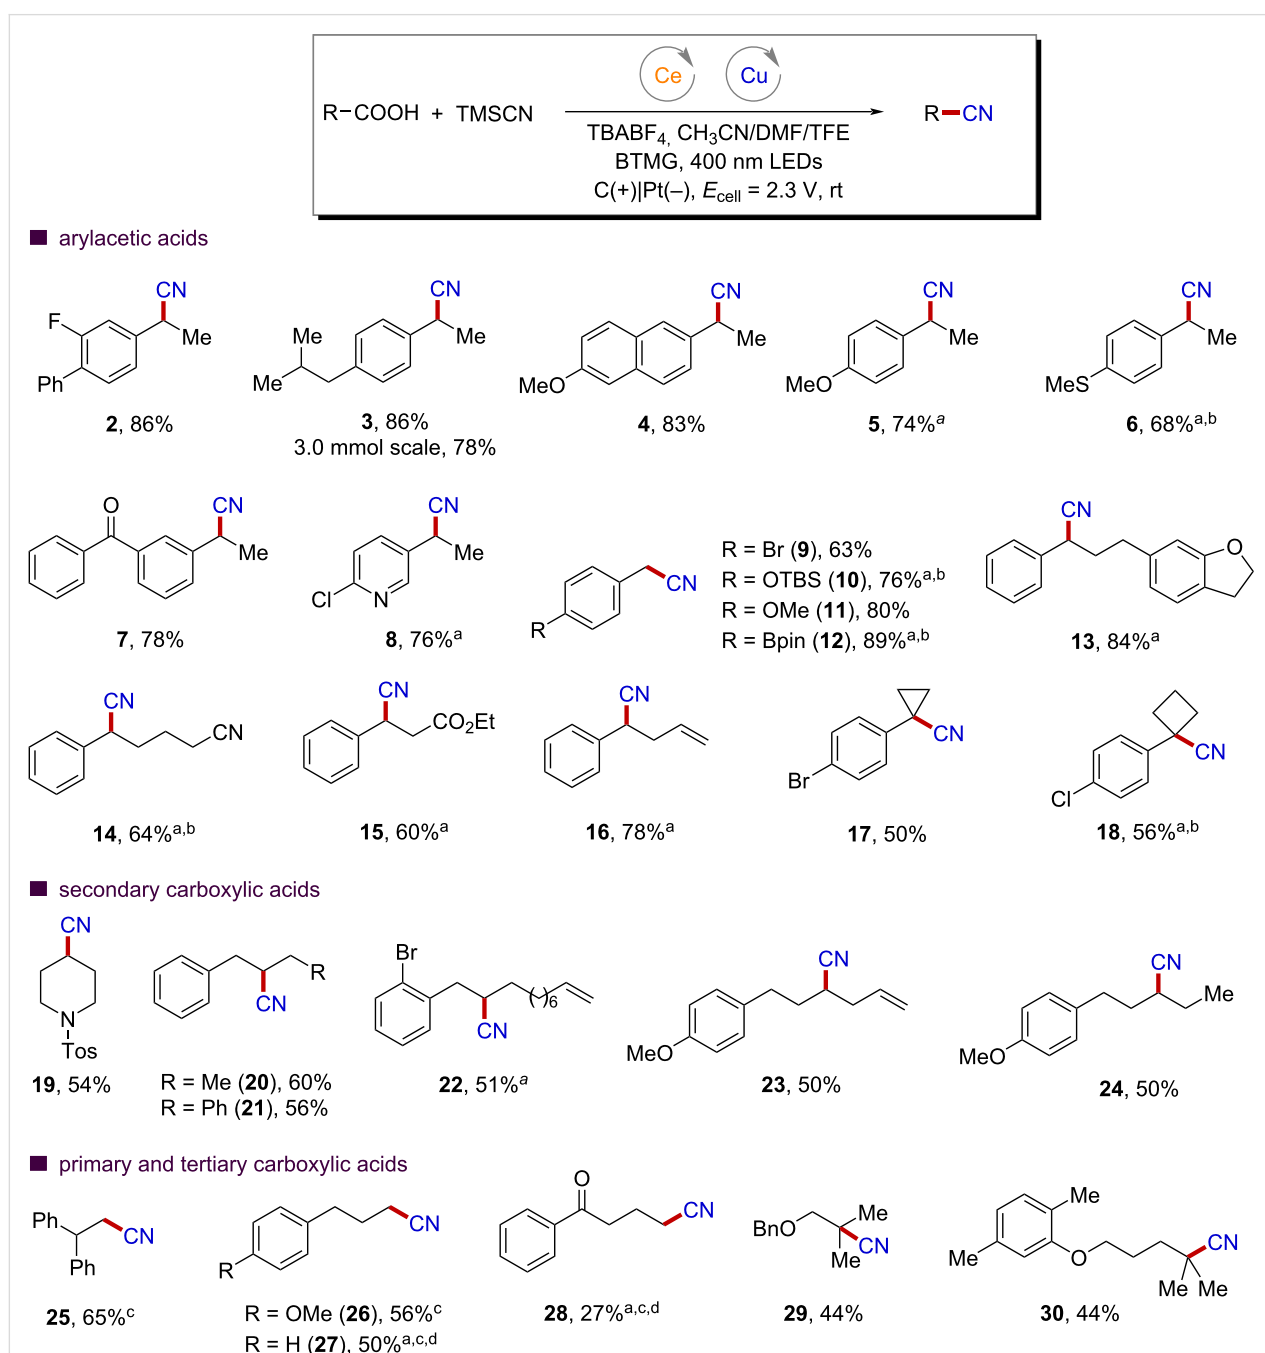 Ce Cu
R–COOH + TMSCN R–CN
TBABF4, CH3CN/DMF/TFE
BTMG, 400 nm LEDs
C(+)|Pt(–), Ecell = 2.3 V, rt
arylacetic acids
CN CN CN CN CN
F Me Me Me Me Me Me
Ph Me MeO MeO MeS
2, 86% 3, 86% 4, 83% 5, 74%a 6, 68%a,b
3.0 mmol scale, 78%
O CN CN CN
Me Me CN O
Cl N R
R = Br (9), 63%
R = OTBS (10), 76%a,b
R = OMe (11), 80%
R = Bpin (12), 89%a,b
7, 78% 8, 76%a 13, 84%a
CN CN CN
CN CO2Et CN CN
Br Cl
14, 64%a,b 15, 60%a 16, 78%a 17, 50% 18, 56%a,b
secondary carboxylic acids
CN Br CN CN
R ( )6 Me
N CN CN MeO MeO
Tos
19, 54% R = Me (20), 60% 22, 51%a 23, 50% 24, 50%
R = Ph (21), 56%
primary and tertiary carboxylic acids
O Me
Ph CN CN CN BnO Me CN CN
Ph R Me Me O Me Me
25, 65%c R = OMe (26), 56%c 28, 27%a,c,d 29, 44% 30, 44%
R = H (27), 50%a,c,d